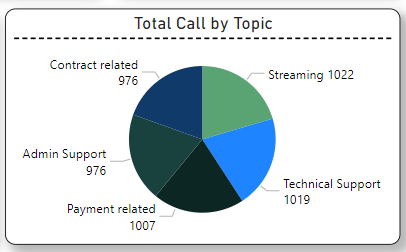 Total Call by Topic
Contract related
976
Streaming 1022
Admin Support
976
Technical Support
1019
Payment related
1007